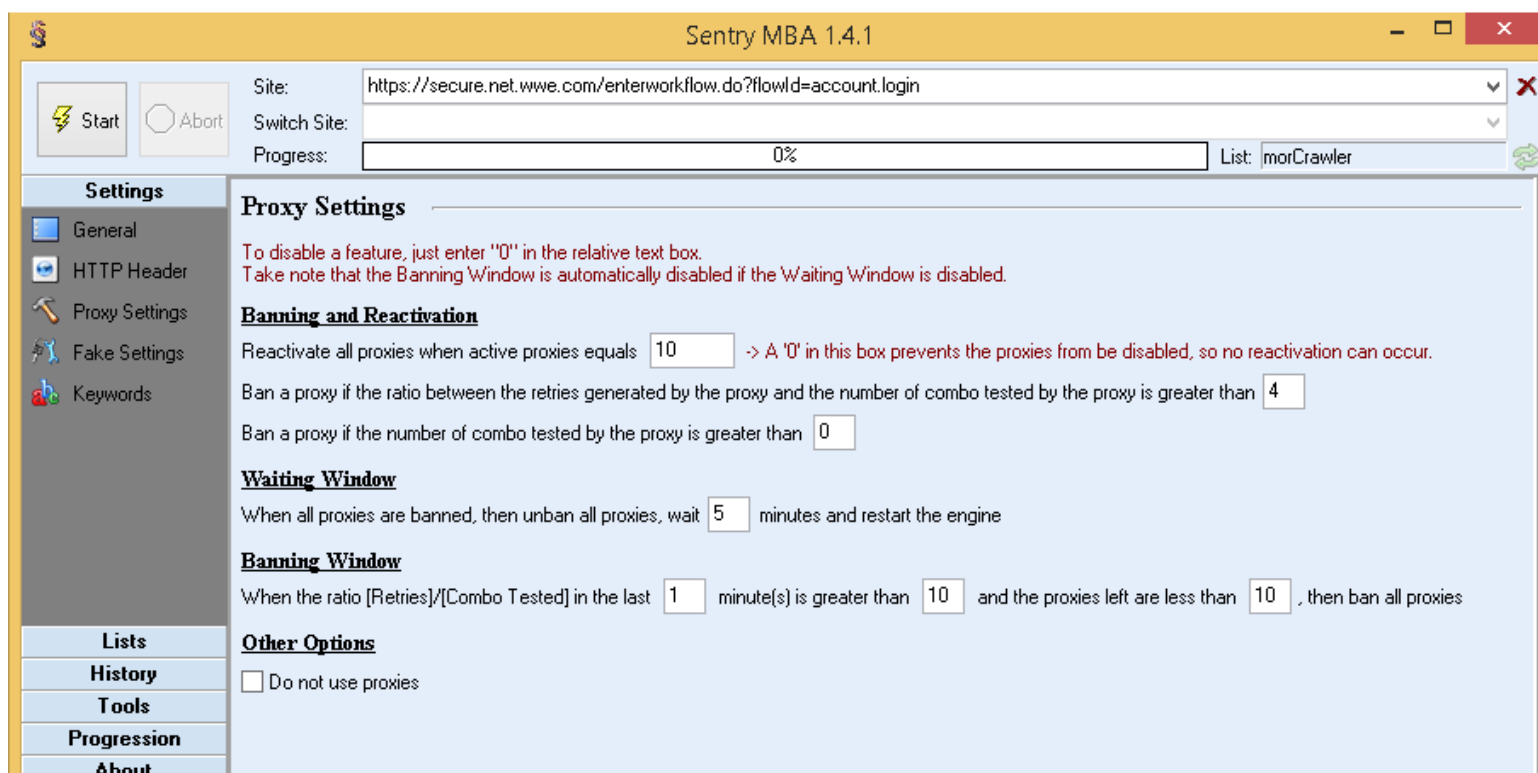 Sentry MBA 1.4.1
Start
Abort
Site: https://secure.net.wwe.com/enterworkflow.do?flowId=account.login
Switch Site:
Progress: 0% List: morCrawler
Settings
General
HTTP Header
Proxy Settings
Fake Settings
Keywords
Lists
History
Tools
Progression
About
Proxy Settings
To disable a feature, just enter "0" in the relative text box.
Take note that the Banning Window is automatically disabled if the Waiting Window is disabled.
Banning and Reactivation
Reactivate all proxies when active proxies equals 10 -> A '0' in this box prevents the proxies from be disabled, so no reactivation can occur.
Ban a proxy if the ratio between the retries generated by the proxy and the number of combo tested by the proxy is greater than 4
Ban a proxy if the number of combo tested by the proxy is greater than 0
Waiting Window
When all proxies are banned, then unban all proxies, wait 5 minutes and restart the engine
Banning Window
When the ratio [Retries]/[Combo Tested] in the last 1 minute(s) is greater than 10 and the proxies left are less than 10 , then ban all proxies
Other Options
Do not use proxies